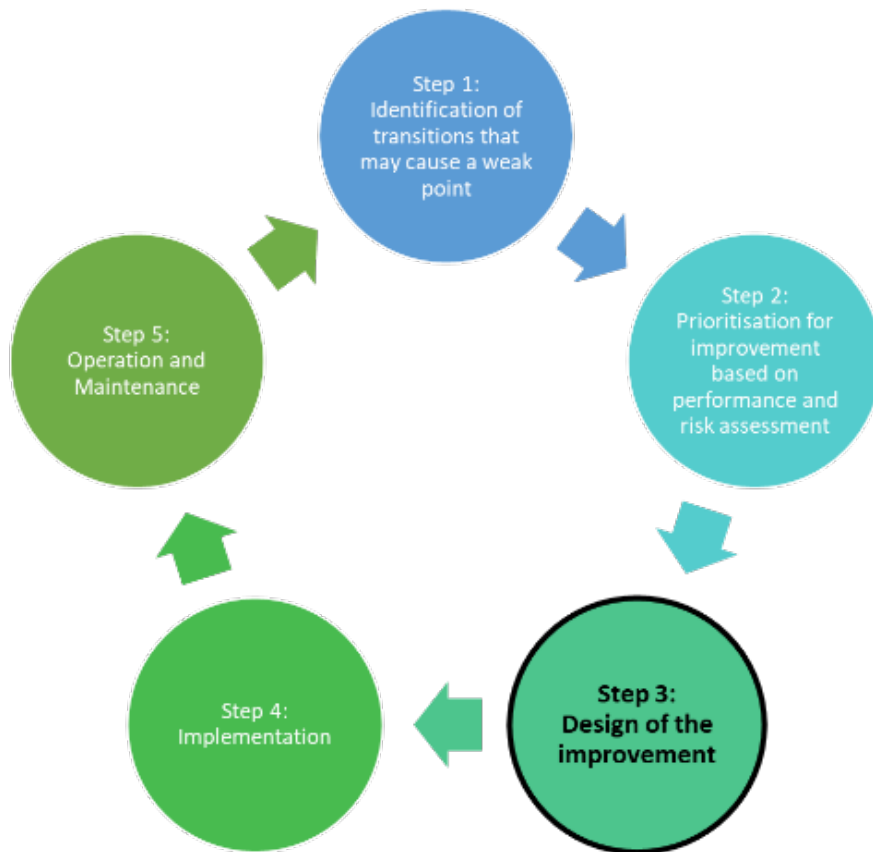 Step 1:
Identification of
transitions that
may cause a weak
point
Step 2:
Prioritisation for
improvement
based on
performance and
risk assessment
Step 3:
Design of the
improvement
Step 4:
Implementation
Step 5:
Operation and
Maintenance